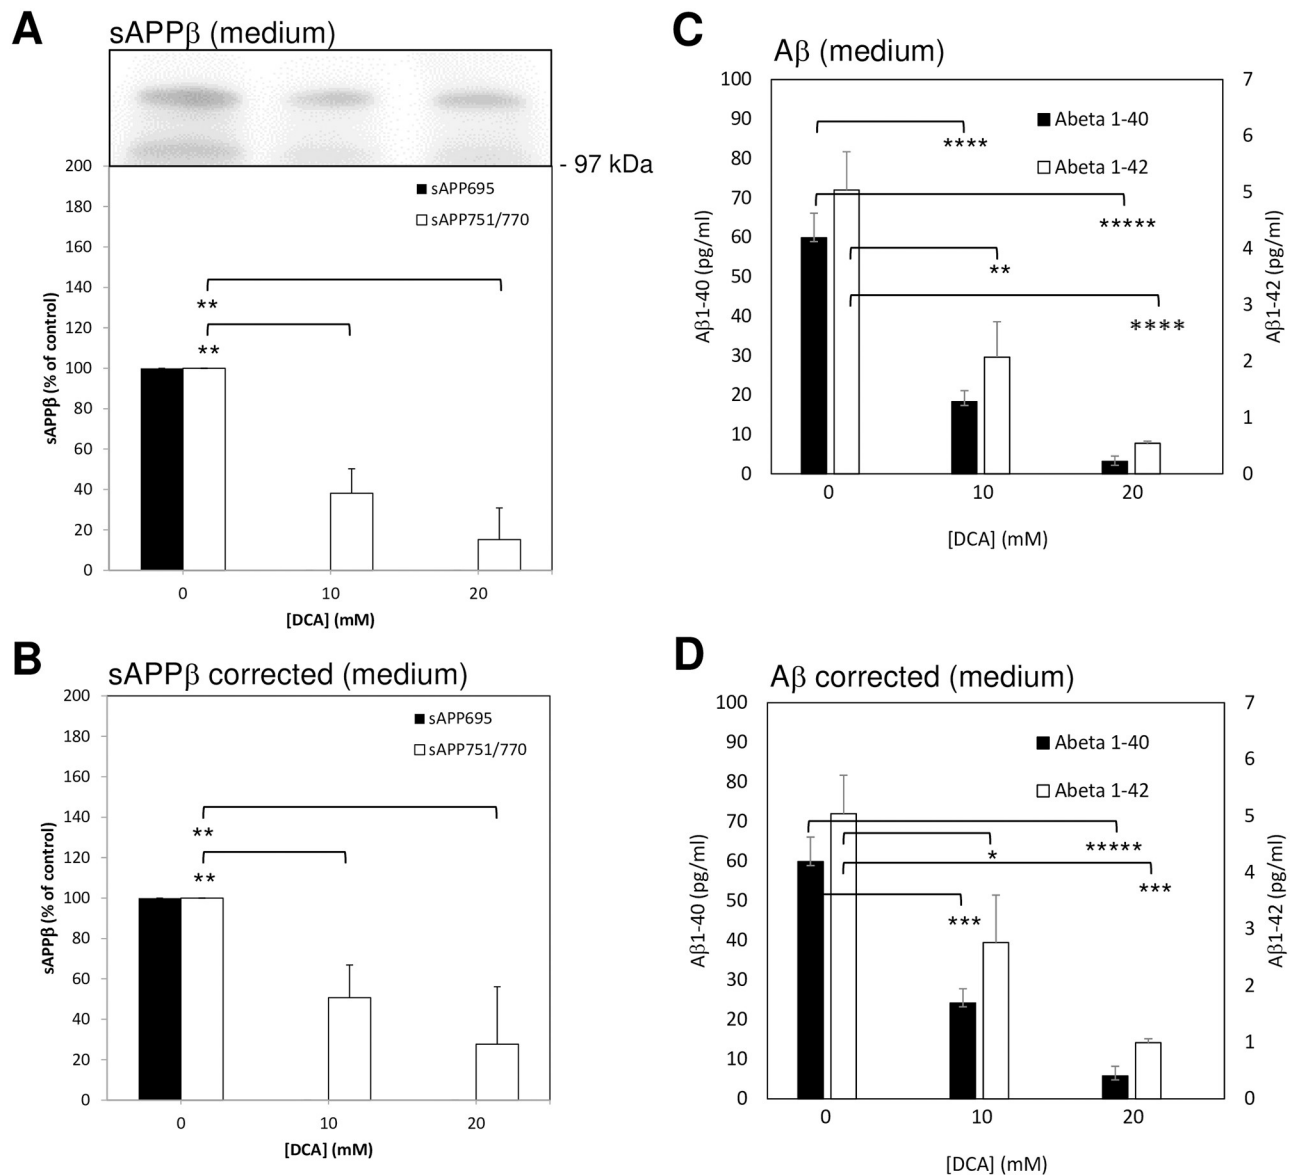 A
sAPPβ (medium)
- 97 kDa
200
180
160
140
120
100
80
60
40
20
0
sAPPβ (% of control)
sAPP695
sAPP751/770
**
**
0 10 20
[DCA] (mM)
B
sAPPβ corrected (medium)
200
180
160
140
120
100
80
60
40
20
0
sAPPβ (% of control)
sAPP695
sAPP751/770
**
**
0 10 20
[DCA] (mM)
C
Aβ (medium)
100
90
80
70
60
50
40
30
20
10
0
Aβ1-40 (pg/ml)
Abeta 1-40
Abeta 1-42
****
*****
**
****
7
6
5
4
3
2
1
0
Aβ1-42 (pg/ml)
0 10 20
[DCA] (mM)
D
Aβ corrected (medium)
100
90
80
70
60
50
40
30
20
10
0
Aβ1-40 (pg/ml)
Abeta 1-40
Abeta 1-42
*****
*
***
***
7
6
5
4
3
2
1
0
Aβ1-42 (pg/ml)
0 10 20
[DCA] (mM)